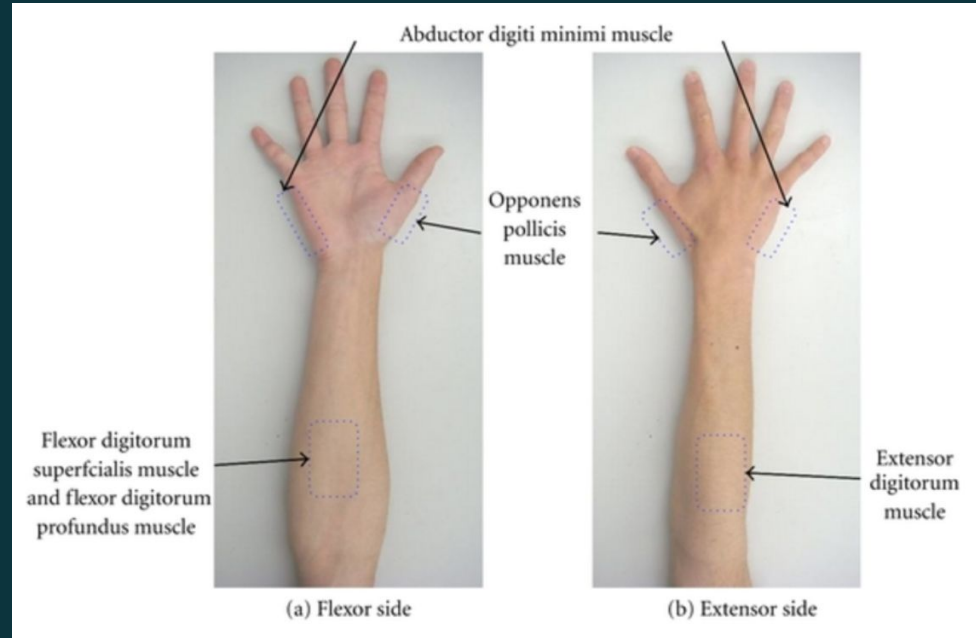 Abductor digiti minimi muscle
Opponens
pollicis
muscle
Flexor digitorum
superfcialis muscle
and flexor digitorum
profundus muscle
Extensor
digitorum
muscle
(a) Flexor side
(b) Extensor side